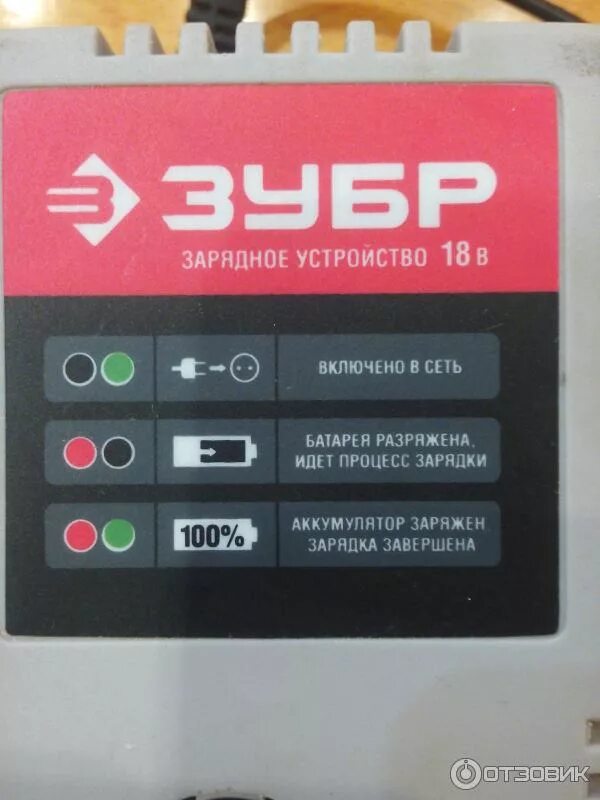 ЗУБР
ЗАРЯДНОЕ УСТРОЙСТВО 18 В
ВКЛЮЧЕНО В СЕТЬ
БАТАРЕЯ РАЗРЯЖЕНА,
ИДЕТ ПРОЦЕСС ЗАРЯДКИ
100%
АККУМУЛЯТОР ЗАРЯЖЕН
ЗАРЯДКА ЗАВЕРШЕНА
ОТЗОВИК